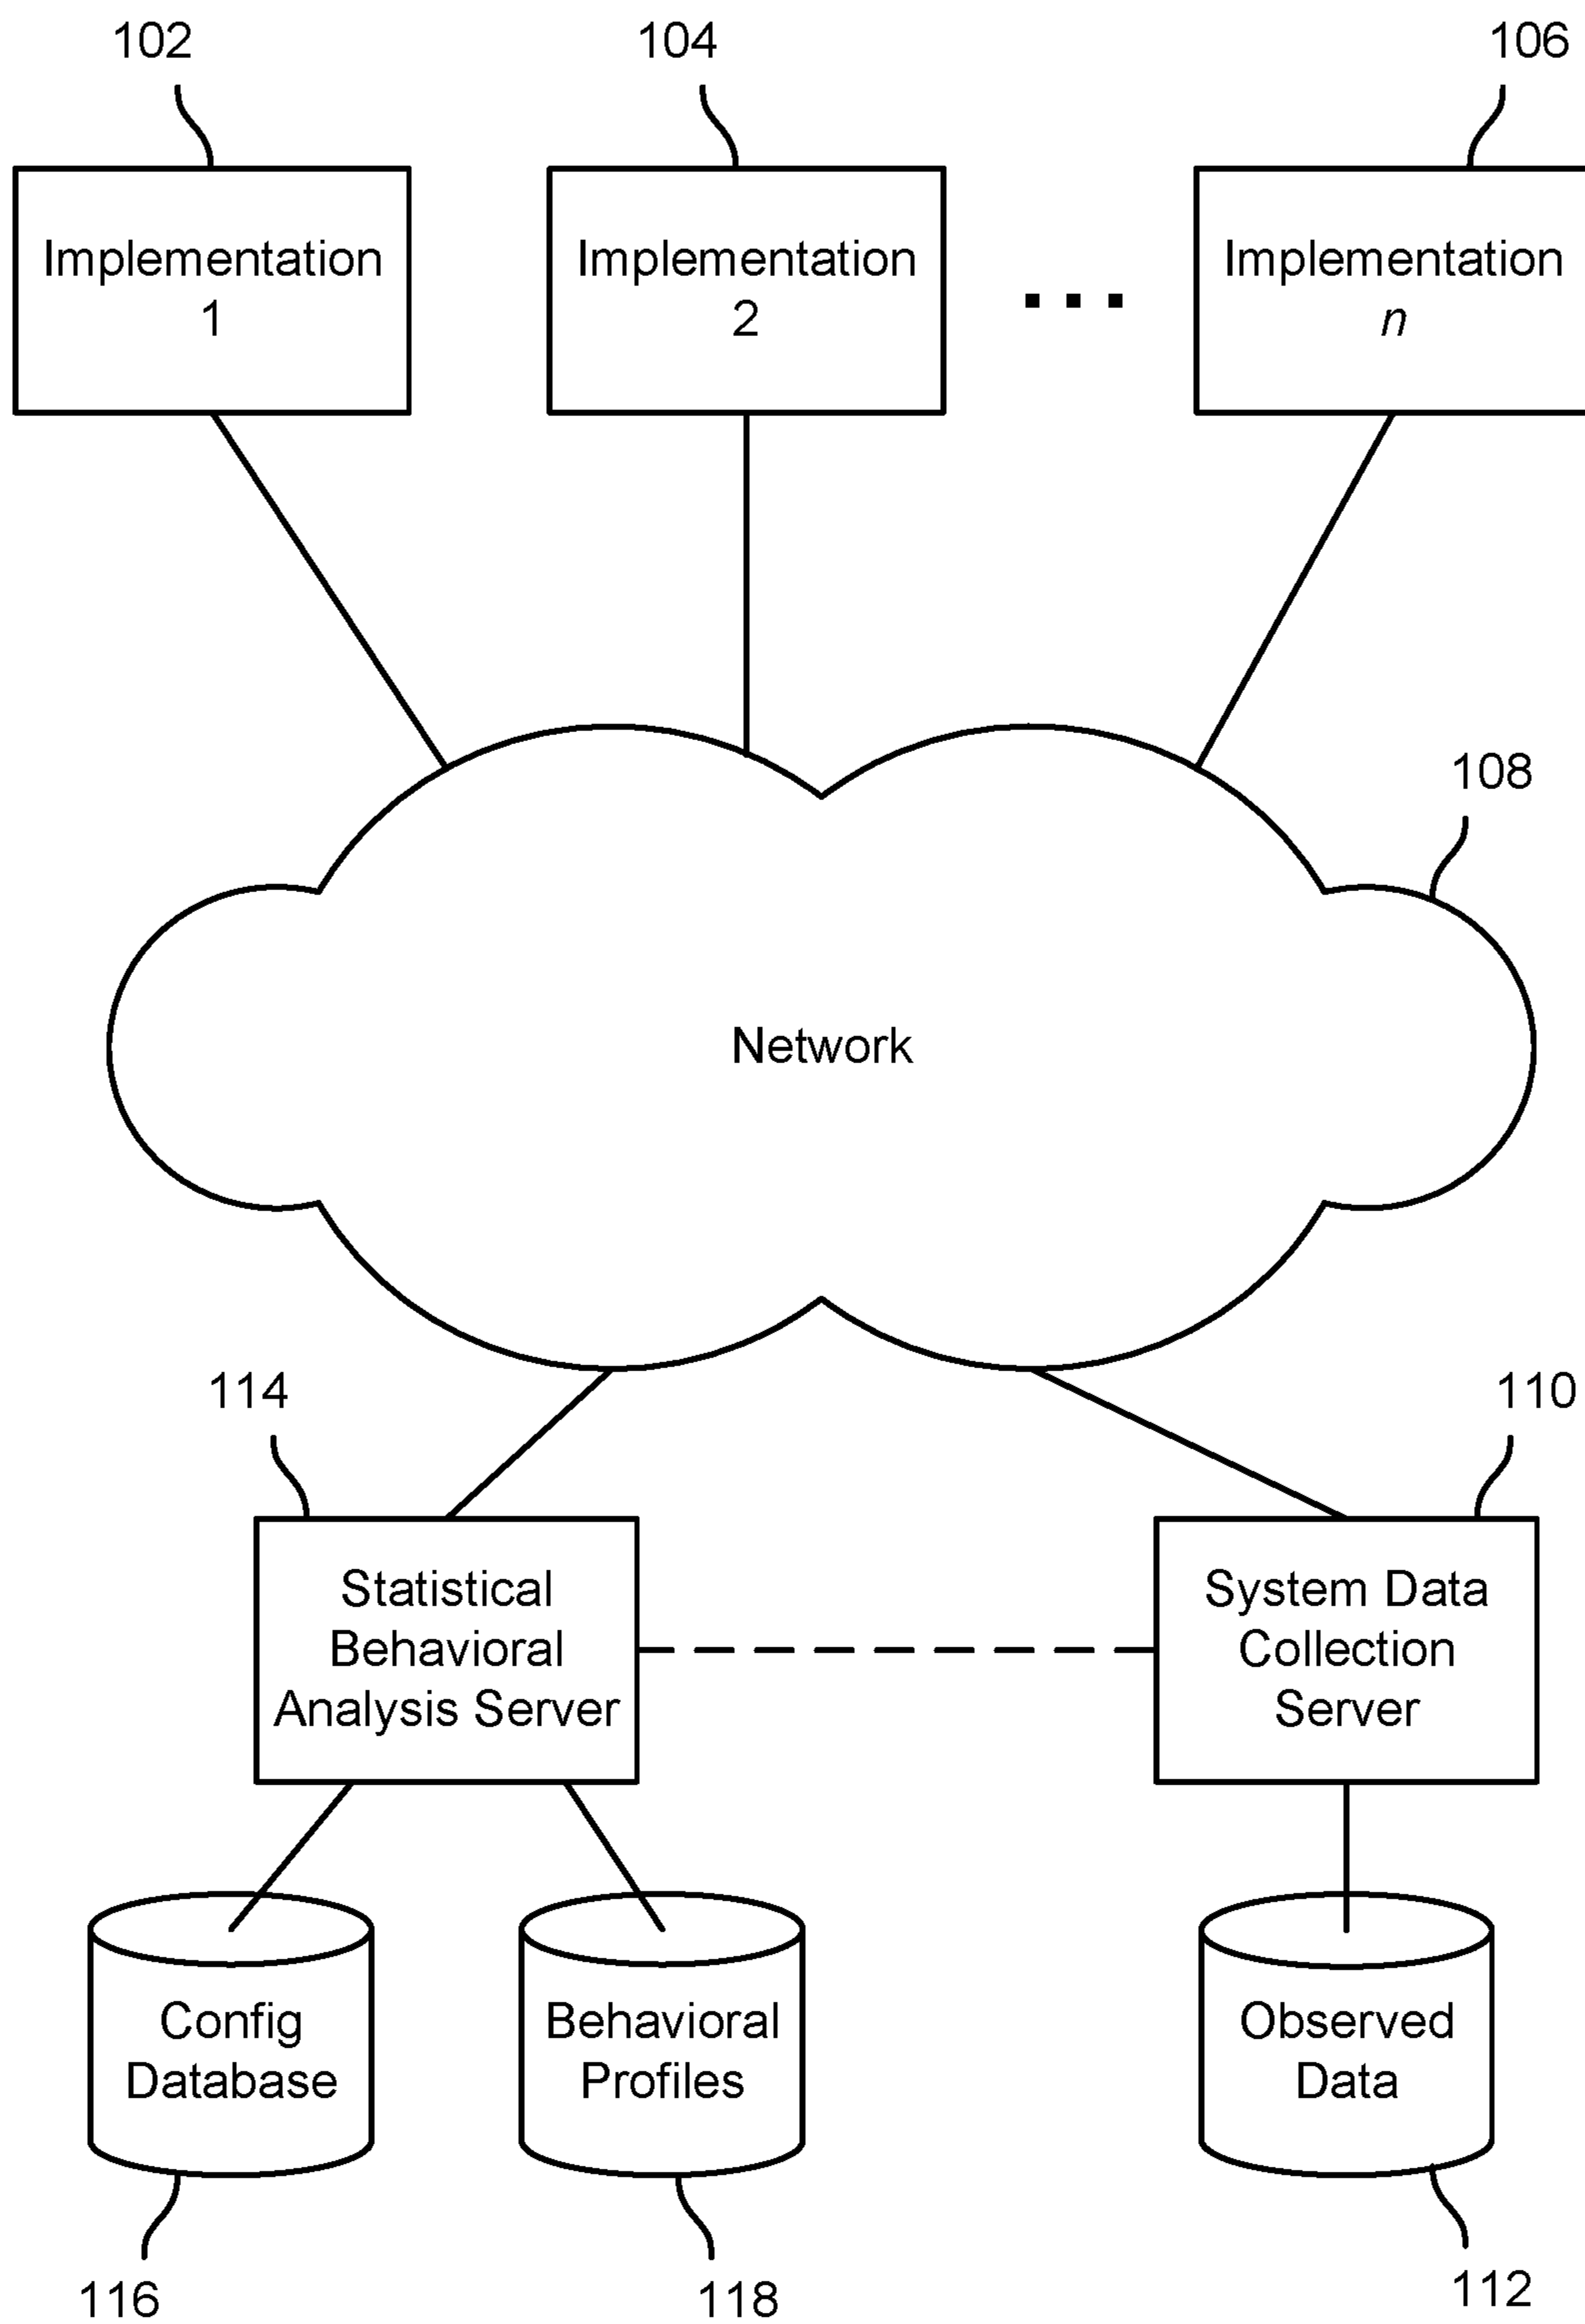 102
104
106
Implementation
1
Implementation
2
...
Implementation
n
108
Network
114
110
Statistical
Behavioral
Analysis Server
System Data
Collection
Server
Config
Database
Behavioral
Profiles
Observed
Data
116
118
112